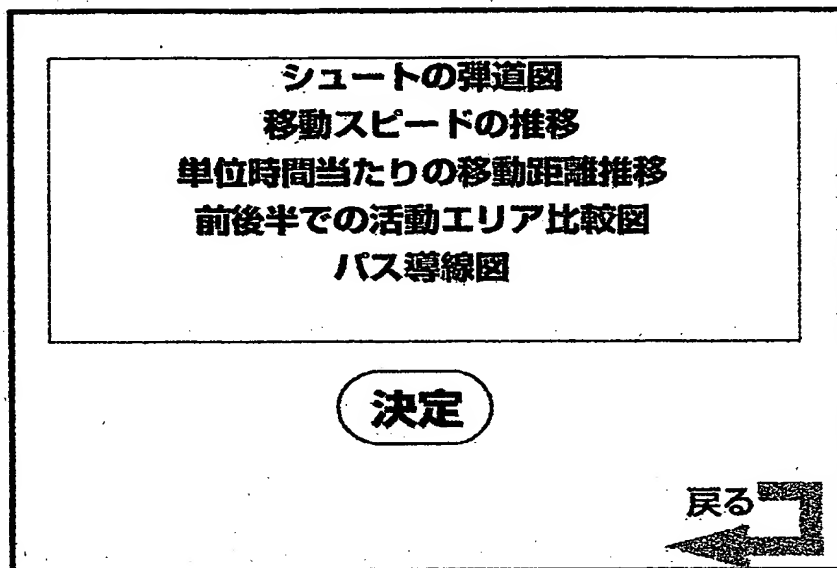 シュートの弾道図
移動スピードの推移
単位時間当たりの移動距離推移
前後半での活動エリア比較図
パス導線図
決定
戻る